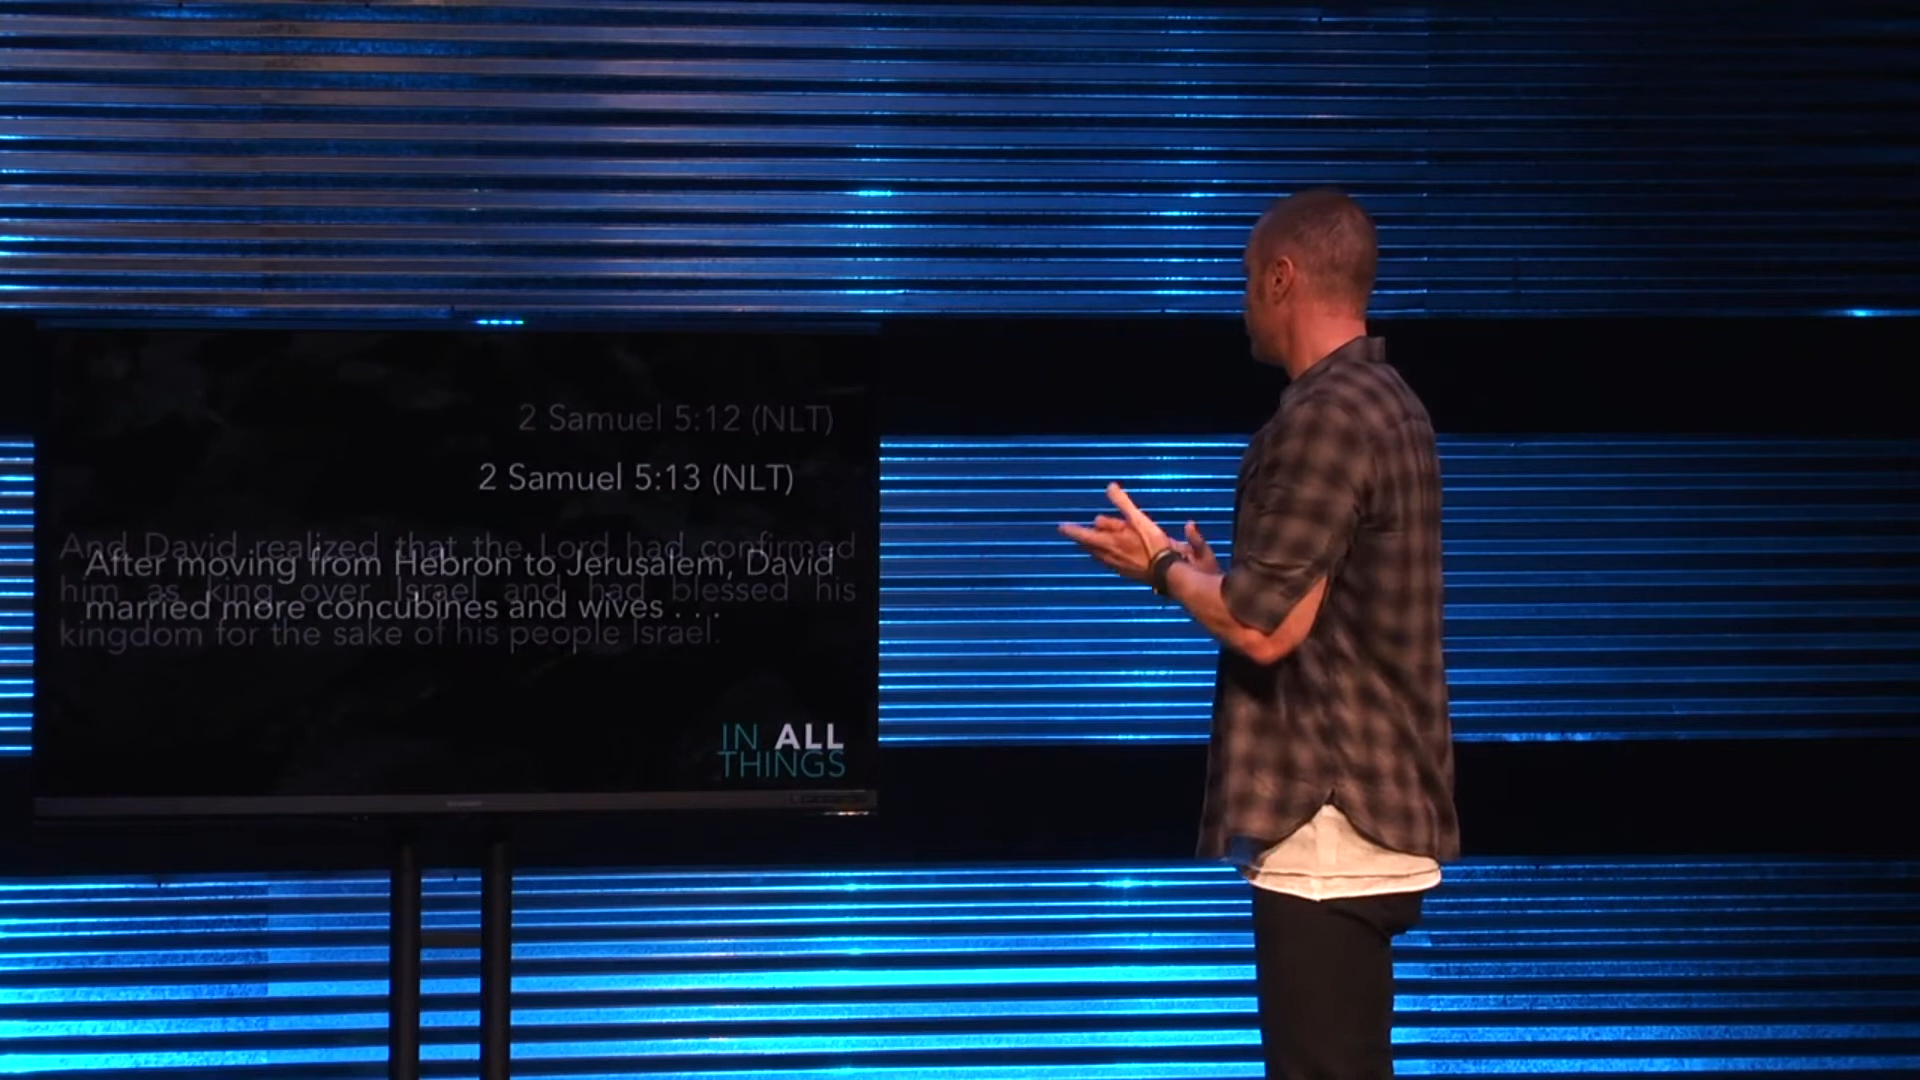 2 Samuel 5:12 (NLT)
2 Samuel 5:13 (NLT)
And David realized that the Lord had confirmed
After moving from Hebron to Jerusalem, David
him as king over Israel and had blessed his
married more concubines and wives . . .
kingdom for the sake of his people Israel.
IN ALL
THINGS